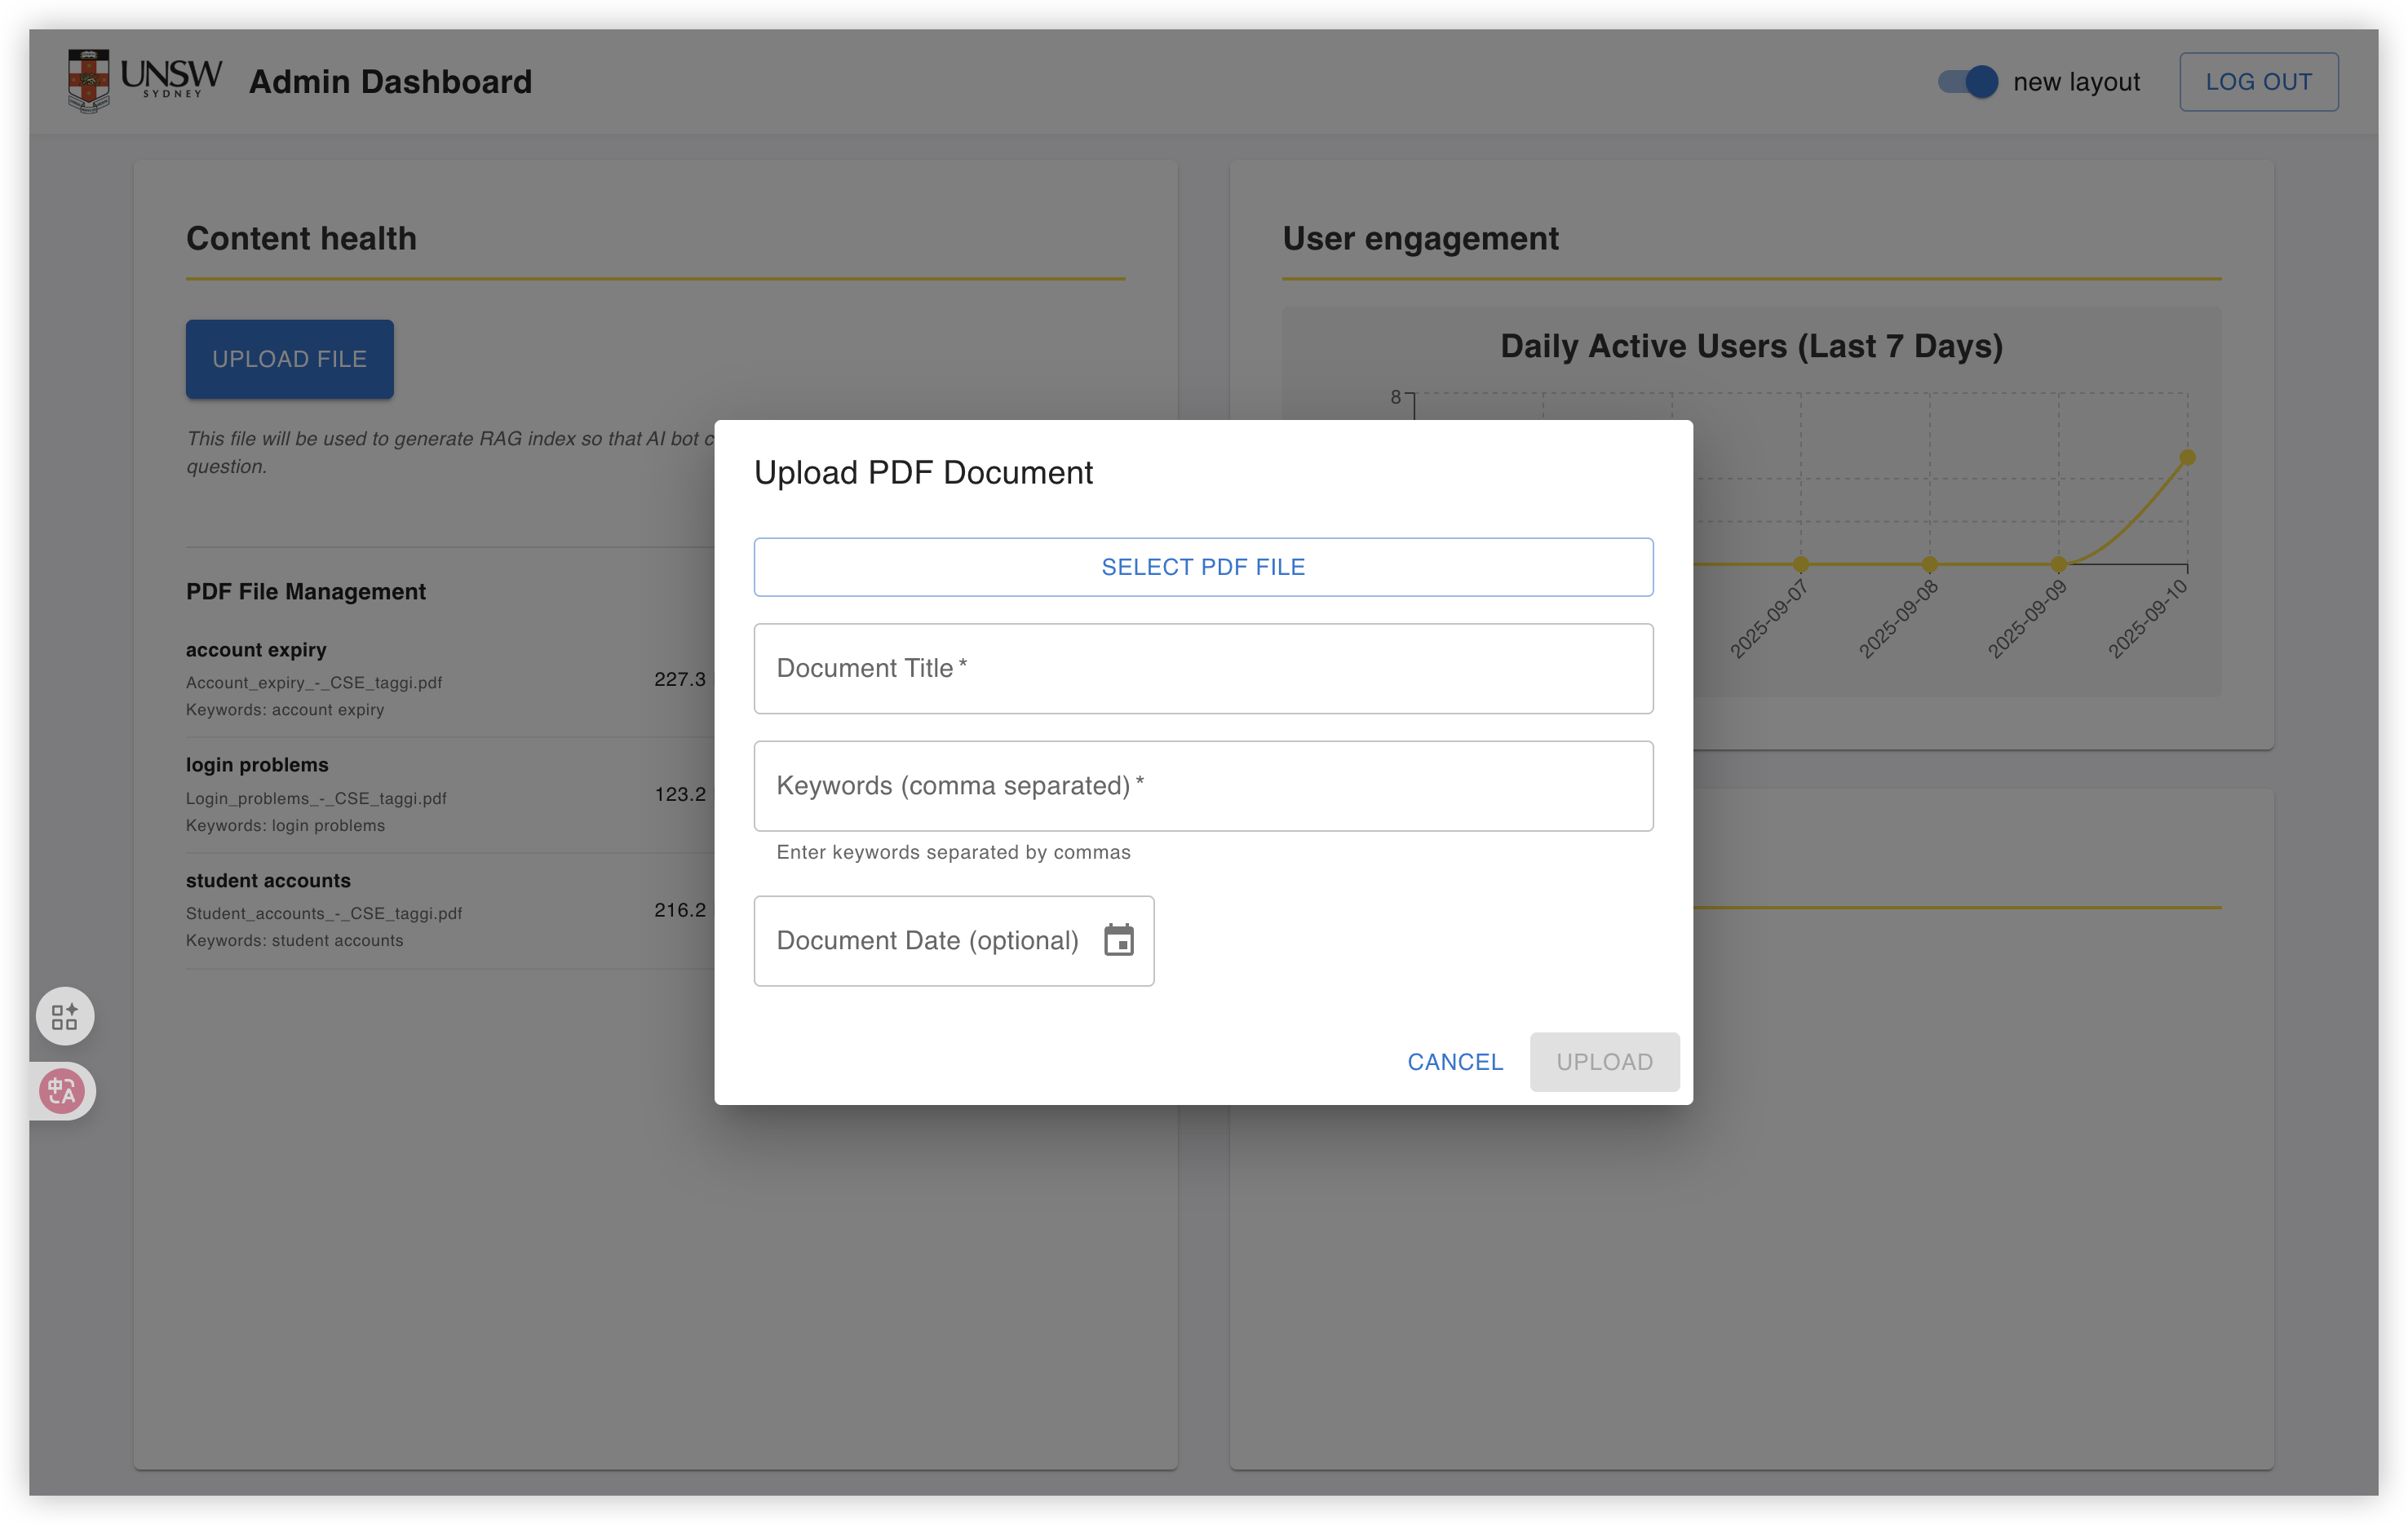 UNSW
SYDNEY
Admin Dashboard
new layout
LOG OUT
Content health
UPLOAD FILE
This file will be used to generate RAG index so that AI bot c
question.
PDF File Management
account expiry
Account_expiry_-_CSE_taggi.pdf
Keywords: account expiry
227.3
login problems
Login_problems_-_CSE_taggi.pdf
Keywords: login problems
123.2
student accounts
Student_accounts_-_CSE_taggi.pdf
Keywords: student accounts
216.2
User engagement
Daily Active Users (Last 7 Days)
8
2025-09-07
2025-09-08
2025-09-09
2025-09-10
Upload PDF Document
SELECT PDF FILE
Document Title *
Keywords (comma separated) *
Enter keywords separated by commas
Document Date (optional)
CANCEL
UPLOAD
中A